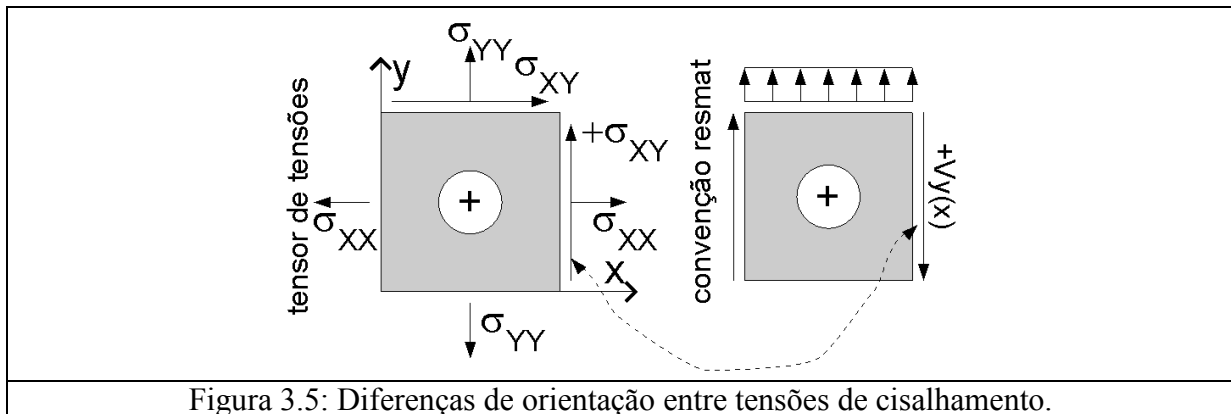 tensor de tensões
y
σYY
σXY
+σXY
σXX
+
σXX
x
σYY
convenção resmat
+
+Vy(x)
Figura 3.5: Diferenças de orientação entre tensões de cisalhamento.